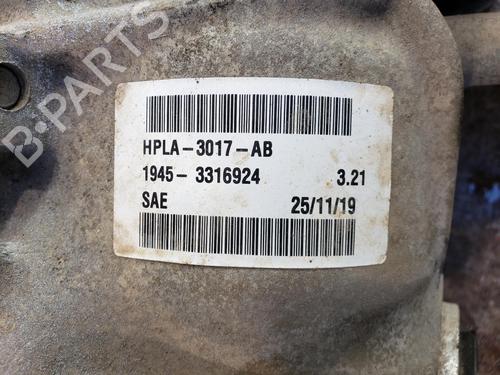 B-PARTS
HPLA-3017-AB
1945-3316924 3.21
SAE 25/11/19